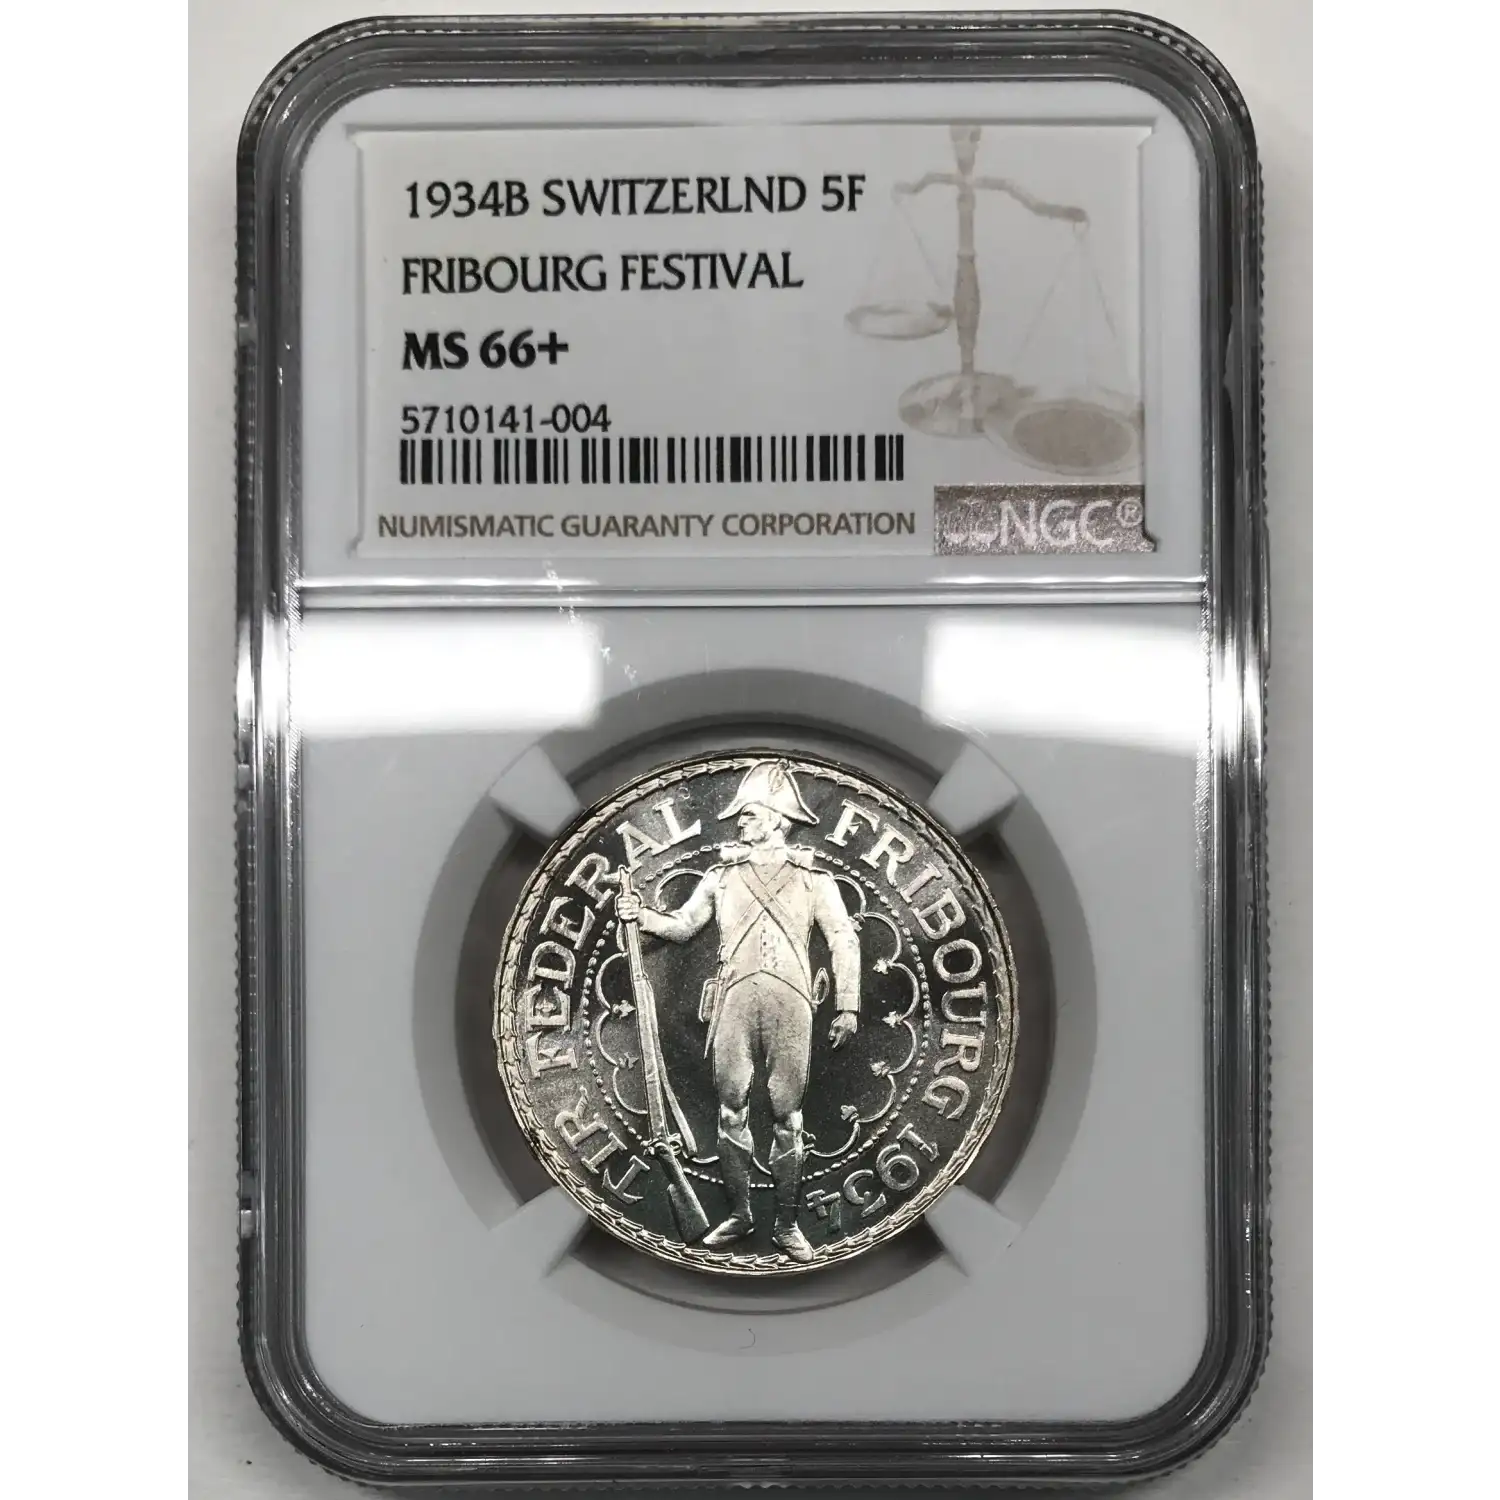 1934B SWITZERLND 5F
FRIBOURG FESTIVAL
MS 66+
5710141-004
NUMISMATIC GUARANTY CORPORATION
NGC®
TIR FEDERAL FRIBOURG 1934